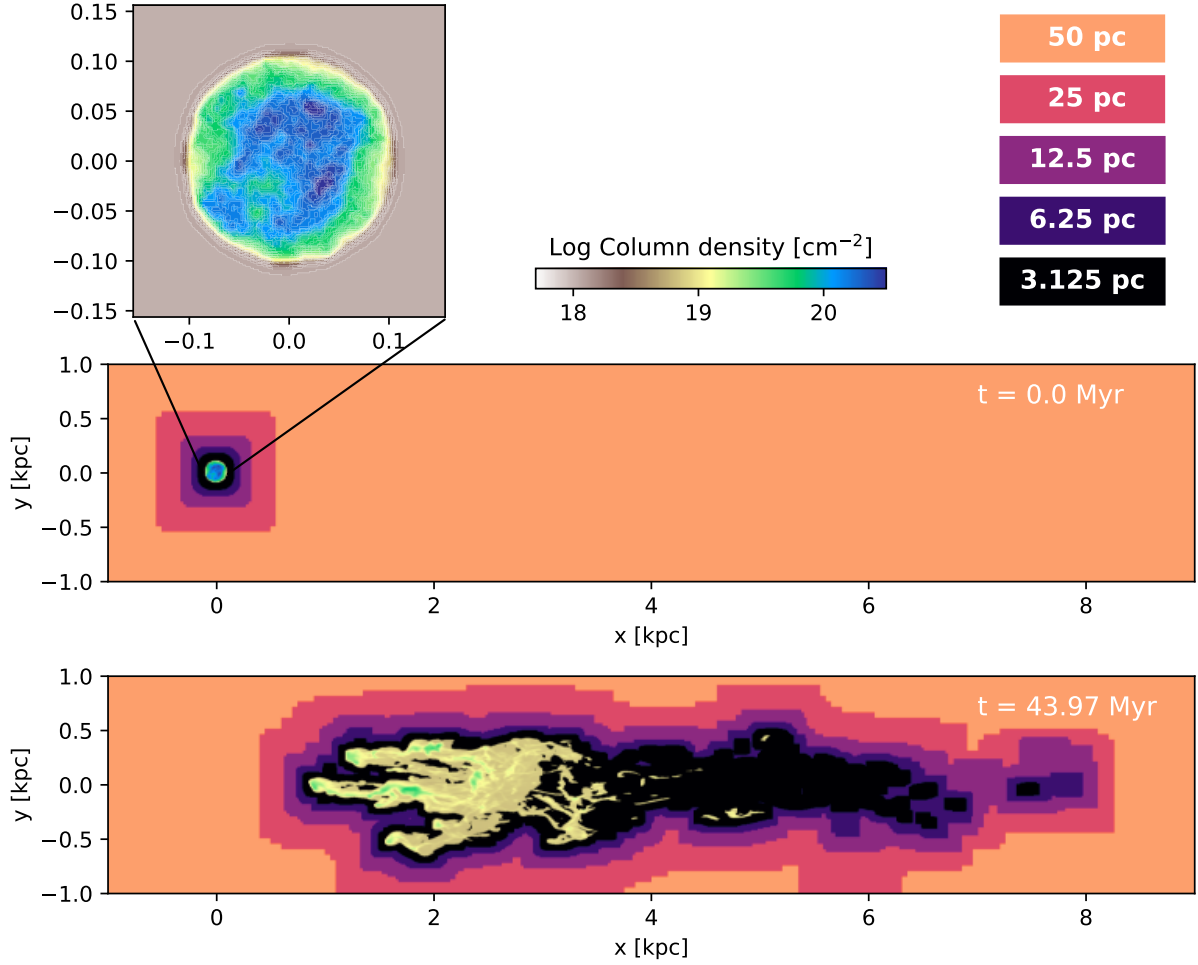 0.15
0.10
0.05
0.00
−0.05
−0.10
−0.15
−0.1 0.0 0.1
50 pc
25 pc
12.5 pc
6.25 pc
3.125 pc
Log Column density [cm⁻²]
18 19 20
t = 0.0 Myr
y [kpc]
1.0
0.5
0.0
−0.5
−1.0
0 2 4 6 8
x [kpc]
t = 43.97 Myr
y [kpc]
1.0
0.5
0.0
−0.5
−1.0
0 2 4 6 8
x [kpc]